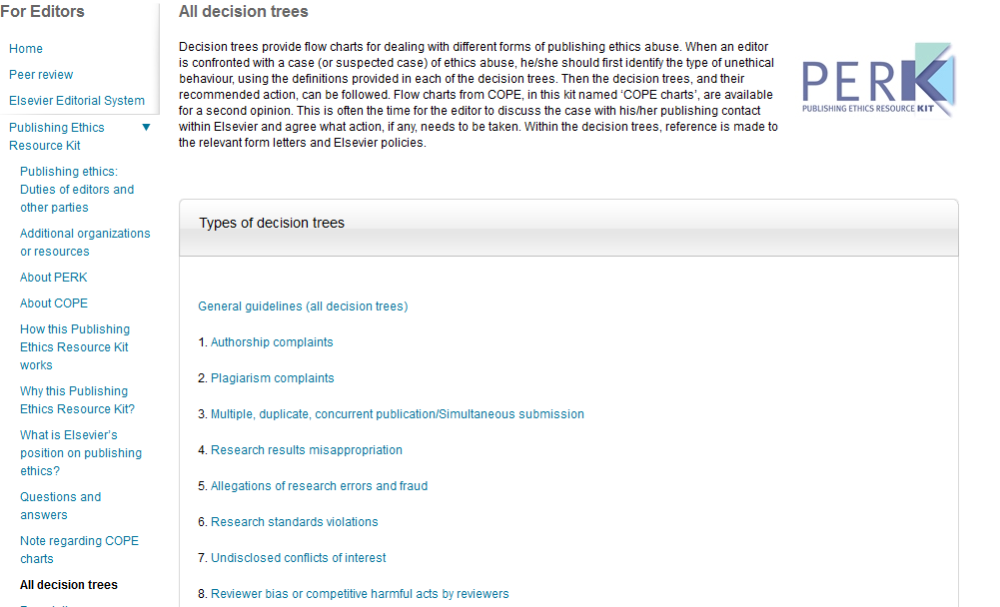 For Editors
Home
Peer review
Elsevier Editorial System
Publishing Ethics
Resource Kit
Publishing ethics:
Duties of editors and
other parties
Additional organizations
or resources
About PERK
About COPE
How this Publishing
Ethics Resource Kit
works
Why this Publishing
Ethics Resource Kit?
What is Elsevier's
position on publishing
ethics?
Questions and
answers
Note regarding COPE
charts
All decision trees
All decision trees
Decision trees provide flow charts for dealing with different forms of publishing ethics abuse. When an editor
is confronted with a case (or suspected case) of ethics abuse, he/she should first identify the type of unethical
behaviour, using the definitions provided in each of the decision trees. Then the decision trees, and their
recommended action, can be followed. Flow charts from COPE, in this kit named 'COPE charts', are available
for a second opinion. This is often the time for the editor to discuss the case with his/her publishing contact
within Elsevier and agree what action, if any, needs to be taken. Within the decision trees, reference is made to
the relevant form letters and Elsevier policies.
PERK
PUBLISHING ETHICS RESOURCE KIT
Types of decision trees
General guidelines (all decision trees)
1. Authorship complaints
2. Plagiarism complaints
3. Multiple, duplicate, concurrent publication/Simultaneous submission
4. Research results misappropriation
5. Allegations of research errors and fraud
6. Research standards violations
7. Undisclosed conflicts of interest
8. Reviewer bias or competitive harmful acts by reviewers